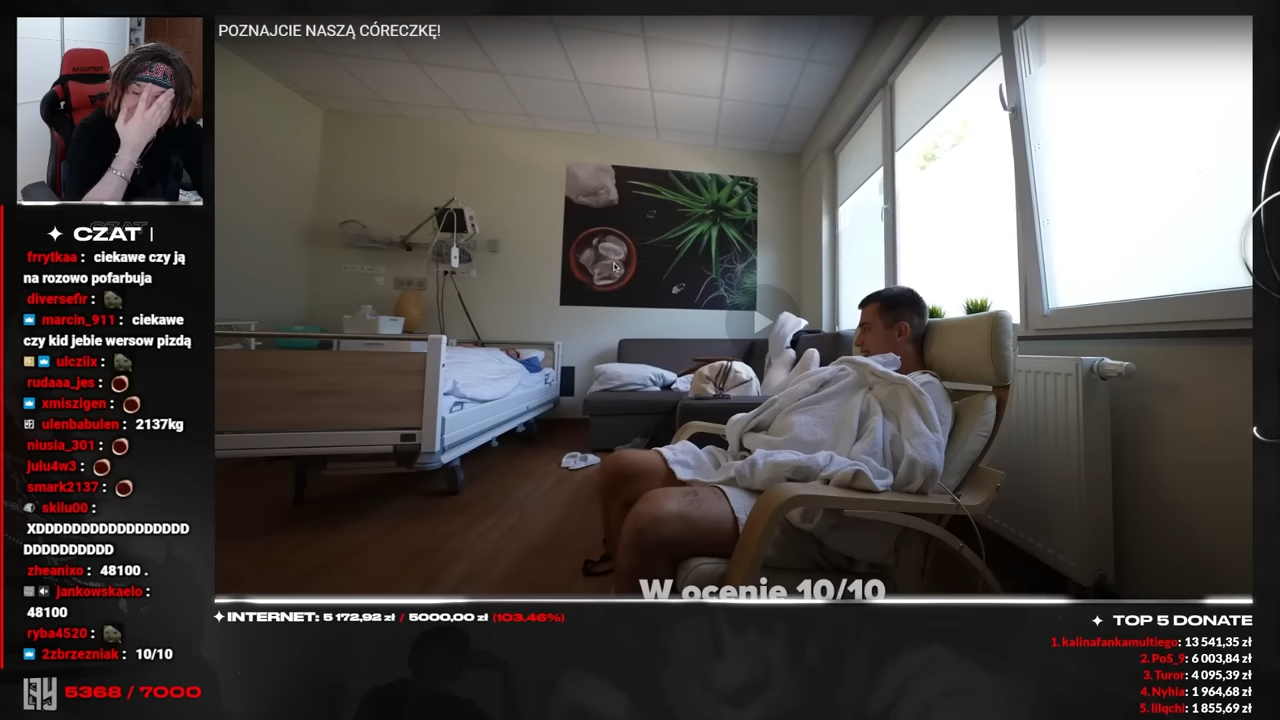 POZNAJCIE NASZĄ CÓRECZKĘ!
CZAT
frrytkaa: ciekawe czy ją
na rozowo pofarbuja
diversefir:
marcin_911: ciekawe
czy kid jebie wersow pizdą
ulcziix:
rudaaa_jes:
xmiszigen:
ulenbabulen: 2137kg
niusia_301:
julu4w3:
smark2137:
skilu00:
XDDDDDDDDDDDDDDDDD
DDDDDDDDDD
zheanixo: 48100 .
jankowskaelo:
48100
ryba4520:
2zbrzezniak: 10/10
5368 / 7000
W ocenie 10/10
INTERNET: 5 172,92 zł / 5000,00 zł (103.46%)
TOP 5 DONATE
1. kalinafankamultiego: 13 541,35 zł
2. PoS_9: 6 003,84 zł
3. Turor: 4 095,39 zł
4. Nyhia: 1 964,68 zł
5. lilqchi: 1 855,69 zł